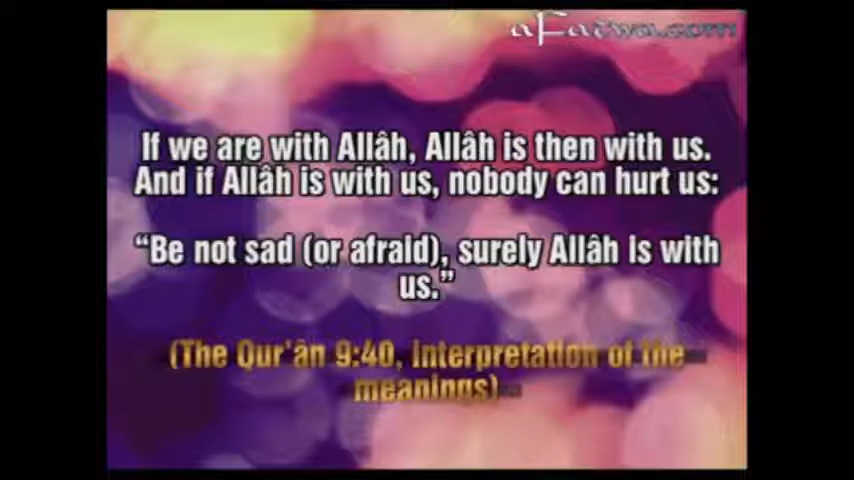 aFatwa.com
If we are with Allâh, Allâh is then with us.
And if Allâh is with us, nobody can hurt us:
“Be not sad (or afraid), surely Allâh is with
us.”
(The Qur'ân 9:40, interpretation of the
meanings)